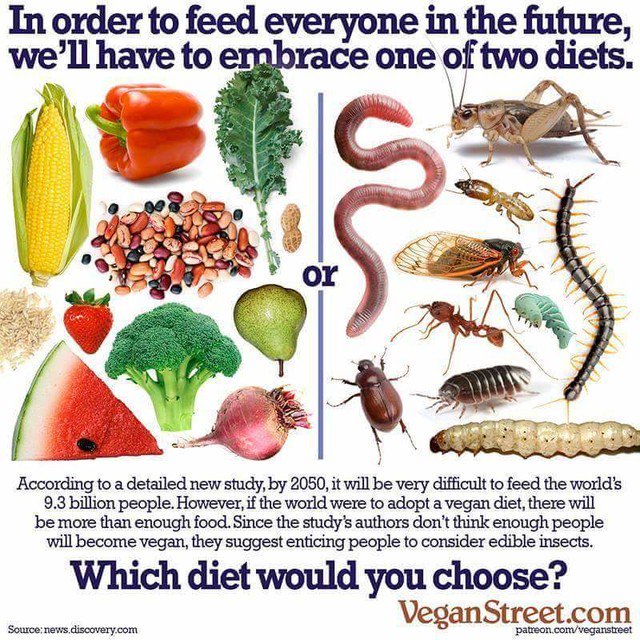 In order to feed everyone in the future,
we'll have to embrace one of two diets.
or
According to a detailed new study, by 2050, it will be very difficult to feed the world's
9.3 billion people. However, if the world were to adopt a vegan diet, there will
be more than enough food. Since the study's authors don't think enough people
will become vegan, they suggest enticing people to consider edible insects.
Which diet would you choose?
VeganStreet.com
Source: news.discovery.com
patreon.com/veganstreet